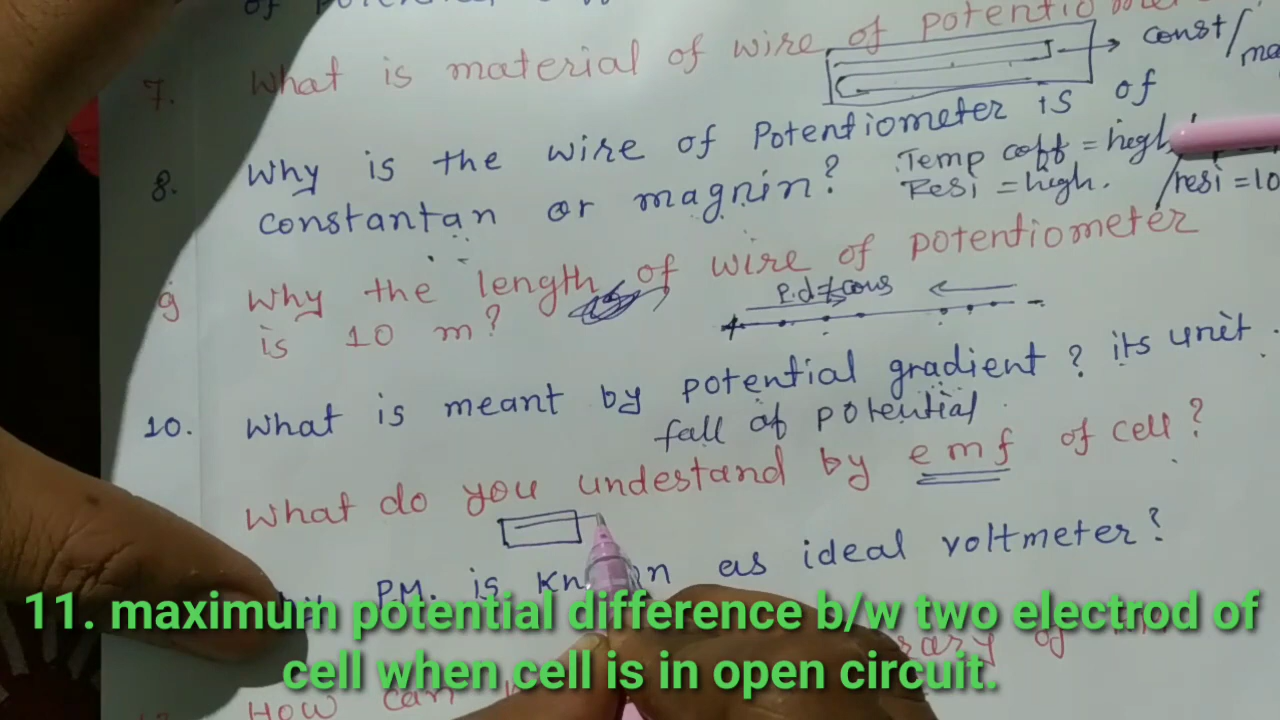 7. What is material of wire of potentiome
const/
8. Why is the wire of Potentiometer is of
constantan or magnin?
Temp coff = high
Resi = high.
/resi = 10
9 Why the length of wire of potentiometer
is 10 m?
P.d ≠ cons
10. What is meant by potential gradient? its unit.
fall of potential
What do you undestand by emf of cell?
P.M. is as ideal voltmeter?
11. maximum potential difference b/w two electrod of
cell when cell is in open circuit.
How can